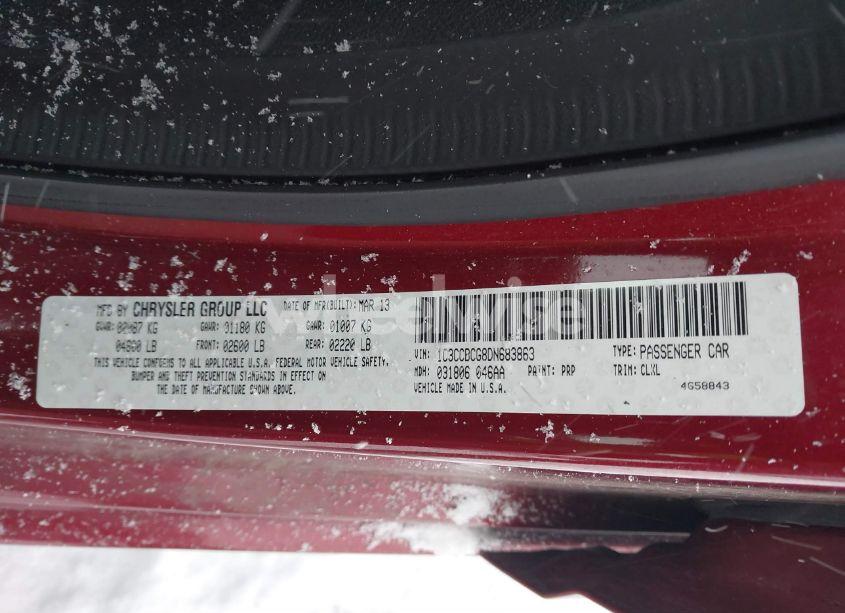 MFG BY CHRYSLER GROUP LLC DATE OF MFR(BUILT): MAR 13
GVWR: 02087 KG GAWR: 01180 KG GAWR: 01007 KG
04600 LB FRONT: 02600 LB REAR: 02220 LB
THIS VEHICLE CONFORMS TO ALL APPLICABLE U.S.A. FEDERAL MOTOR VEHICLE SAFETY,
BUMPER AND THEFT PREVENTION STANDARDS IN EFFECT ON
THE DATE OF MANUFACTURE SHOWN ABOVE.
VIN: 1C3CCBCG8DN683863 TYPE: PASSENGER CAR
MDH: 031806 046AA PAINT: PRP TRIM: CLXL
VEHICLE MADE IN U.S.A. 4G58843
wheelwise